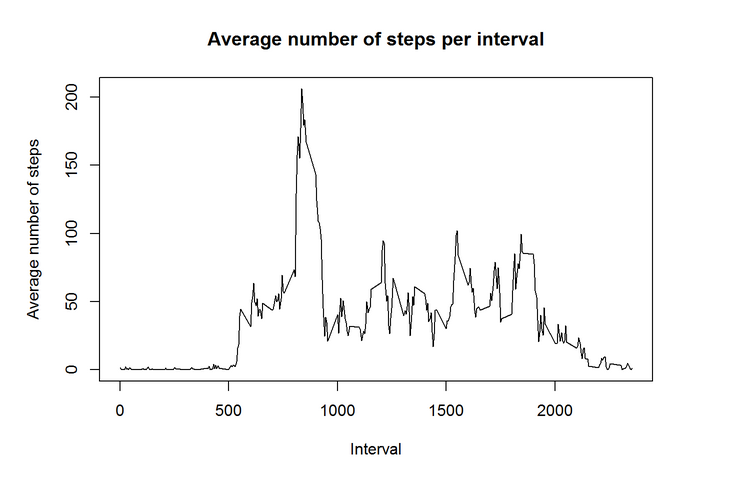 Average number of steps per interval
Average number of steps
200
150
100
50
0
0 500 1000 1500 2000
Interval